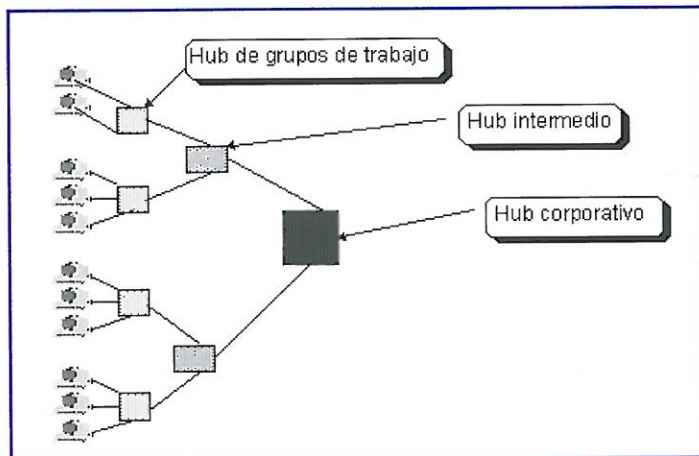 Hub de grupos de trabajo
Hub intermedio
Hub corporativo